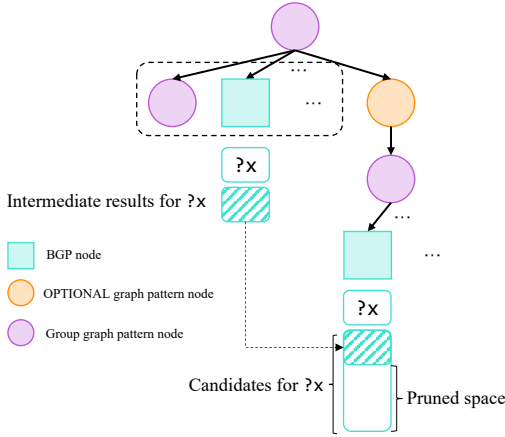 ...
...
?x
Intermediate results for ?x
...
BGP node
...
OPTIONAL graph pattern node
?x
Group graph pattern node
Candidates for ?x
Pruned space